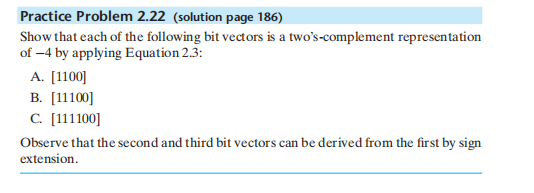 Practice Problem 2.22 (solution page 186)
Show that each of the following bit vectors is a two's-complement representation
of −4 by applying Equation 2.3:
A. [1100]
B. [11100]
C. [111100]
Observe that the second and third bit vectors can be derived from the first by sign
extension.